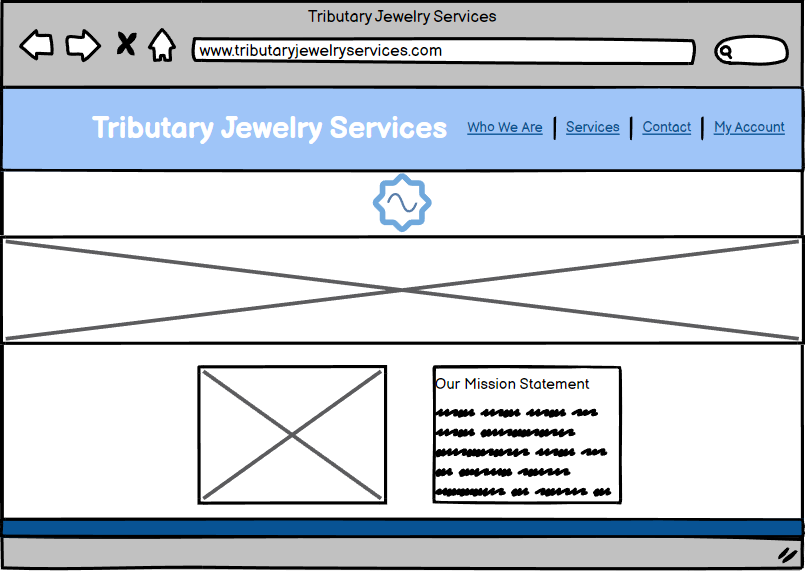 Tributary Jewelry Services
www.tributaryjewelryservices.com
Tributary Jewelry Services
Who We Are | Services | Contact | My Account
Our Mission Statement